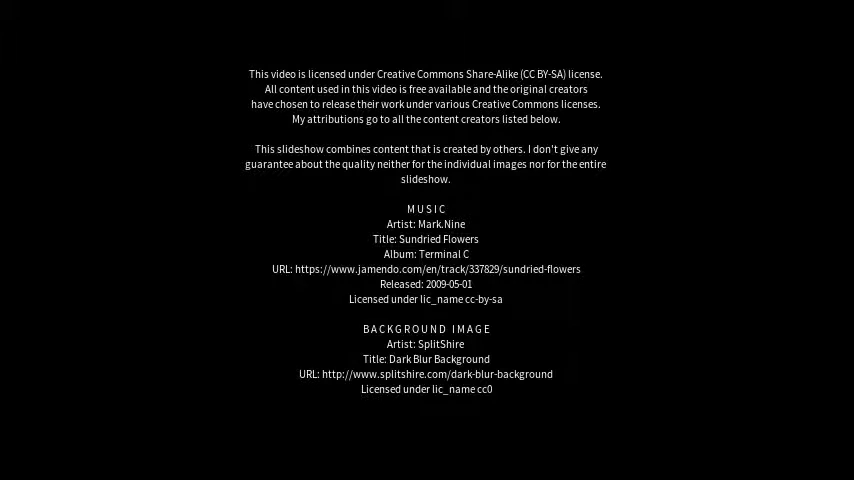 This video is licensed under Creative Commons Share-Alike (CC BY-SA) license.
All content used in this video is free available and the original creators
have chosen to release their work under various Creative Commons licenses.
My attributions go to all the content creators listed below.
This slideshow combines content that is created by others. I don't give any
guarantee about the quality neither for the individual images nor for the entire
slideshow.
MUSIC
Artist: Mark.Nine
Title: Sundried Flowers
Album: Terminal C
URL: https://www.jamendo.com/en/track/337829/sundried-flowers
Released: 2009-05-01
Licensed under lic_name cc-by-sa
BACKGROUND IMAGE
Artist: SplitShire
Title: Dark Blur Background
URL: http://www.splitshire.com/dark-blur-background
Licensed under lic_name cc0